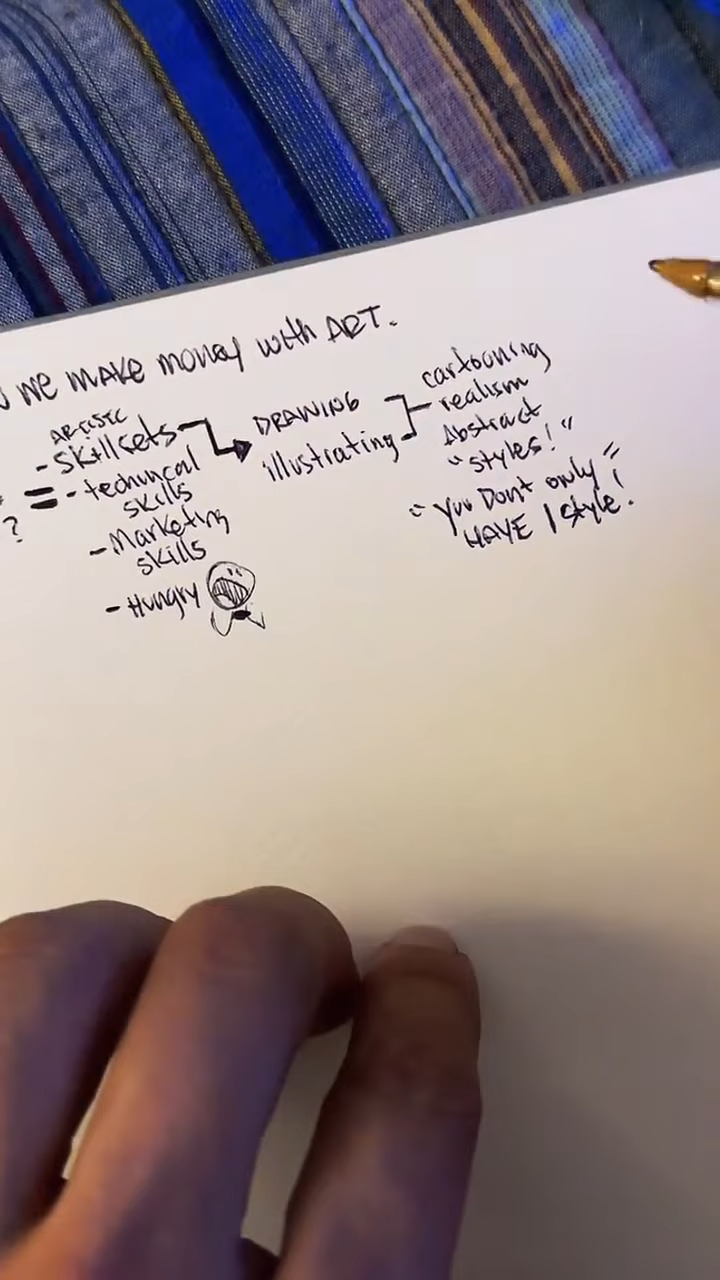 we make money with ART.
ARTISTIC
- skillsets
= - technical
skills
?
- Marketing
skills
- Hungry
DRAWING
illustrating
cartooning
realism
Abstract
"styles!"
"You Dont only
HAVE 1 style!"